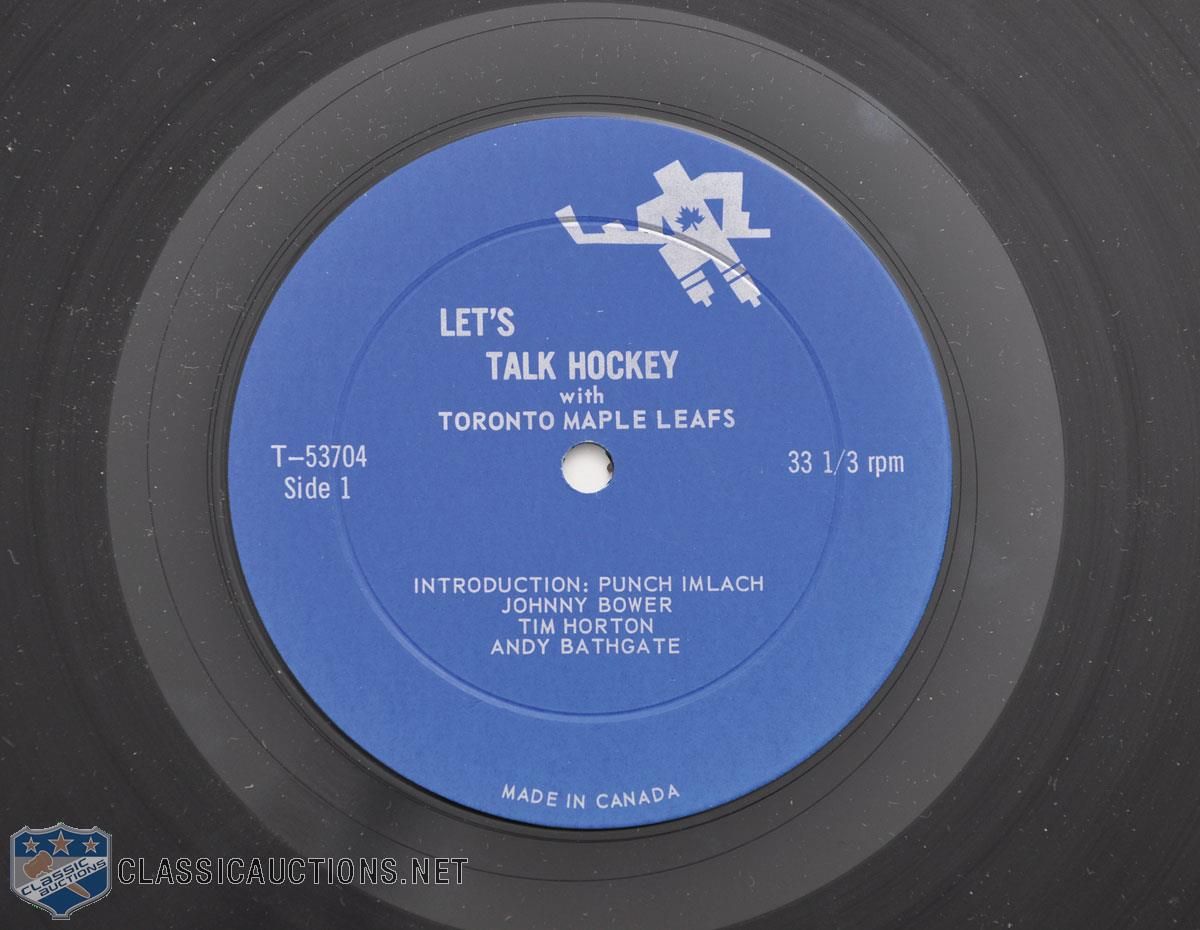 LET'S
TALK HOCKEY
with
TORONTO MAPLE LEAFS
T-53704
Side 1
33 1/3 rpm
INTRODUCTION: PUNCH IMLACH
JOHNNY BOWER
TIM HORTON
ANDY BATHGATE
MADE IN CANADA
CLASSIC
AUCTIONS
CLASSICAUCTIONS.NET